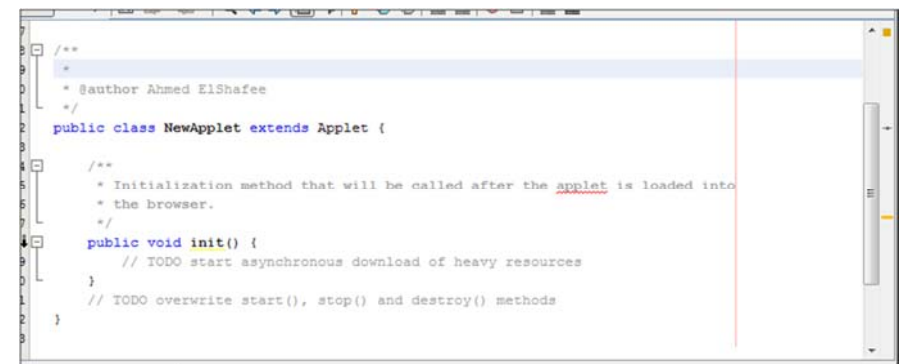 /**
*
* @author Ahmed ElShafee
*/
public class NewApplet extends Applet {
/**
* Initialization method that will be called after the applet is loaded into
* the browser.
*/
public void init() {
// TODO start asynchronous download of heavy resources
}
// TODO overwrite start(), stop() and destroy() methods
}